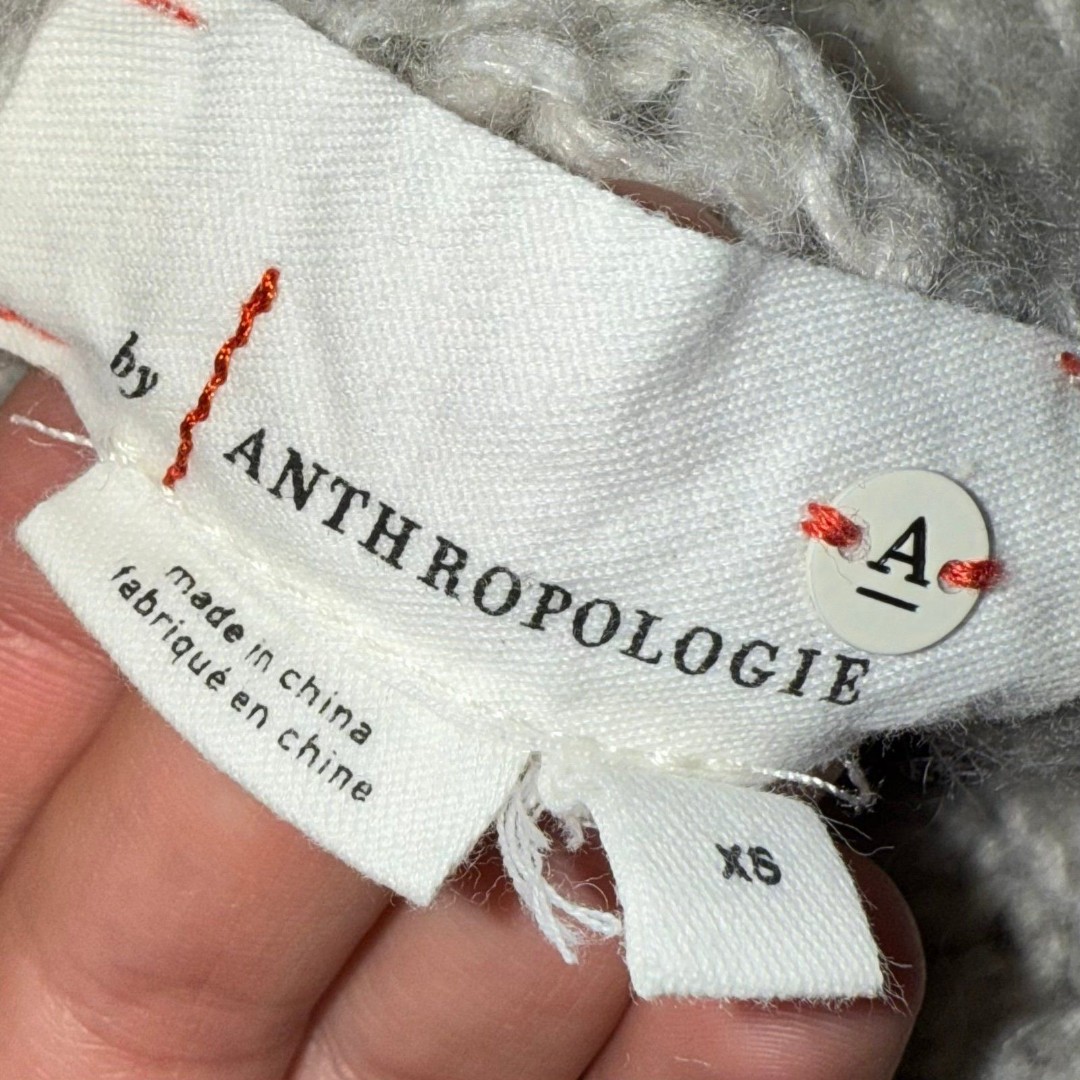 by ANTHROPOLOGIE
A
made in china
fabriqué en chine
XS